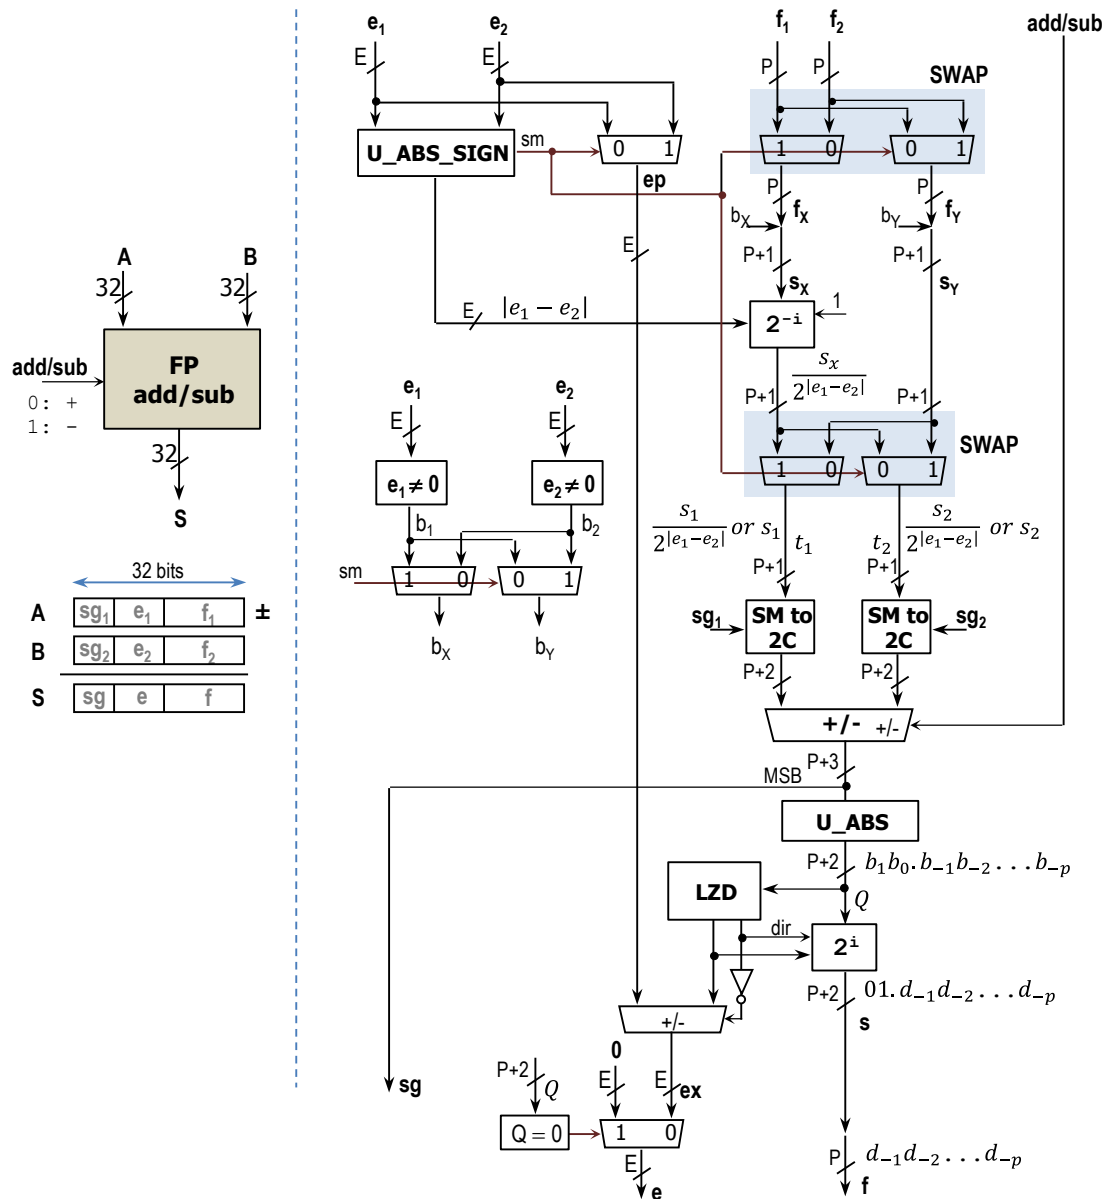 e1 e2 f1 f2 add/sub
E E P P SWAP
U_ABS_SIGN sm 0 1 1 0 0 1
ep P P
bX fX bY fY
A B E P+1 P+1
32 32 sX sY
E |e1 − e2| 2^-i 1
FP
add/sub
add/sub
0: +
1: −
sx / 2^|e1−e2|
e1 e2 P+1 P+1
E E SWAP
32 1 0 0 1
e1 ≠ 0 e2 ≠ 0
S b1 b2
s1 / 2^|e1−e2| or s1 t1 t2 s2 / 2^|e1−e2| or s2
32 bits sm 1 0 0 1 P+1 P+1
A sg1 e1 f1 ±
sg1 SM to 2C SM to 2C sg2
B sg2 e2 f2 bX bY
P+2 P+2
S sg e f
+/- +/-
P+3
MSB
U_ABS
P+2 b1b0.b−1b−2...b−p
LZD Q
dir 2^i
P+2 01.d−1d−2...d−p
s
+/-
0
P+2 Q E E ex
sg
Q = 0 1 0
E P d−1d−2...d−p
e f